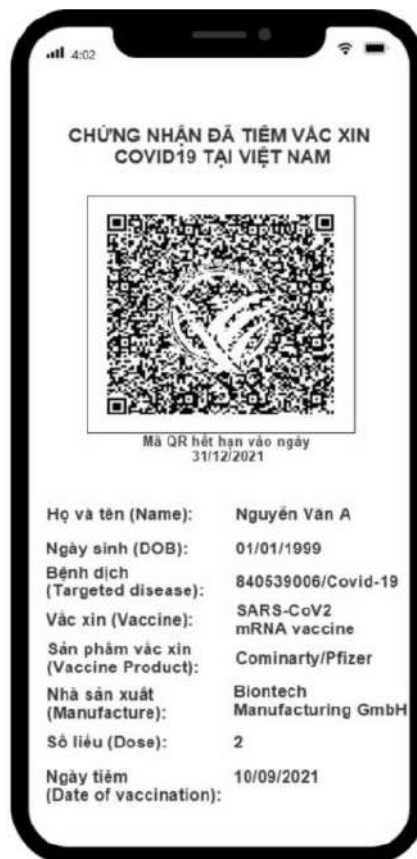 4:02
CHỨNG NHẬN ĐÃ TIÊM VẮC XIN
COVID19 TẠI VIỆT NAM
Mã QR hết hạn vào ngày
31/12/2021
Họ và tên (Name): Nguyễn Văn A
Ngày sinh (DOB): 01/01/1999
Bệnh dịch
(Targeted disease): 840539006/Covid-19
Vắc xin (Vaccine): SARS-CoV2
mRNA vaccine
Sản phẩm vắc xin
(Vaccine Product): Cominarty/Pfizer
Nhà sản xuất
(Manufacture): Biontech
Manufacturing GmbH
Số liều (Dose): 2
Ngày tiêm
(Date of vaccination): 10/09/2021